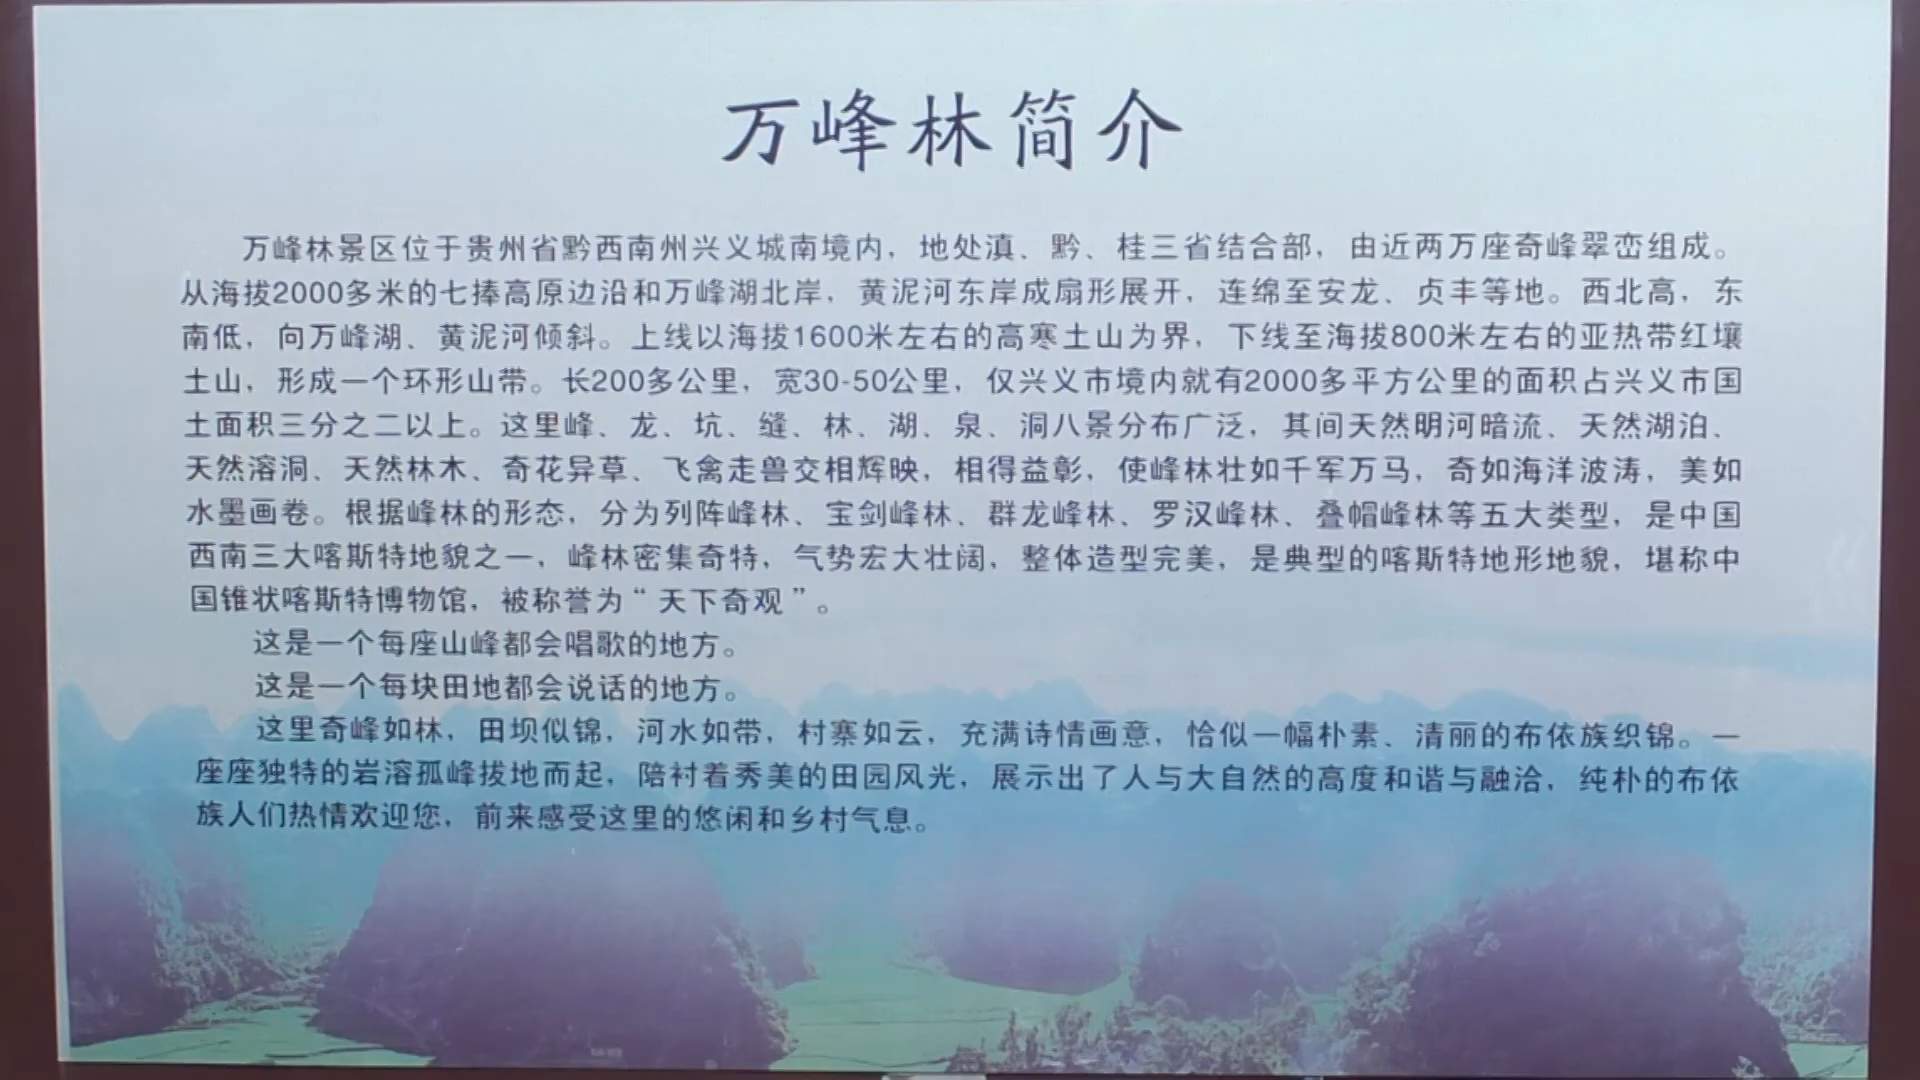 万峰林简介
万峰林景区位于贵州省黔西南州兴义城南境内，地处滇、黔、桂三省结合部，由近两万座奇峰翠峦组成。
从海拔2000多米的七捧高原边沿和万峰湖北岸，黄泥河东岸成扇形展开，连绵至安龙、贞丰等地。西北高，东
南低，向万峰湖、黄泥河倾斜。上线以海拔1600米左右的高寒土山为界，下线至海拔800米左右的亚热带红壤
土山，形成一个环形山带。长200多公里，宽30-50公里，仅兴义市境内就有2000多平方公里的面积占兴义市国
土面积三分之二以上。这里峰、龙、坑、缝、林、湖、泉、洞八景分布广泛，其间天然明河暗流、天然湖泊、
天然溶洞、天然林木、奇花异草、飞禽走兽交相辉映，相得益彰，使峰林壮如千军万马，奇如海洋波涛，美如
水墨画卷。根据峰林的形态，分为列阵峰林、宝剑峰林、群龙峰林、罗汉峰林、叠帽峰林等五大类型，是中国
西南三大喀斯特地貌之一，峰林密集奇特，气势宏大壮阔，整体造型完美，是典型的喀斯特地形地貌，堪称中
国锥状喀斯特博物馆，被称誉为“天下奇观”。
这是一个每座山峰都会唱歌的地方。
这是一个每块田地都会说话的地方。
这里奇峰如林，田坝似锦，河水如带，村寨如云，充满诗情画意，恰似一幅朴素、清丽的布依族织锦。一
座座独特的岩溶孤峰拔地而起，陪衬着秀美的田园风光，展示出了人与大自然的高度和谐与融洽，纯朴的布依
族人们热情欢迎您，前来感受这里的悠闲和乡村气息。